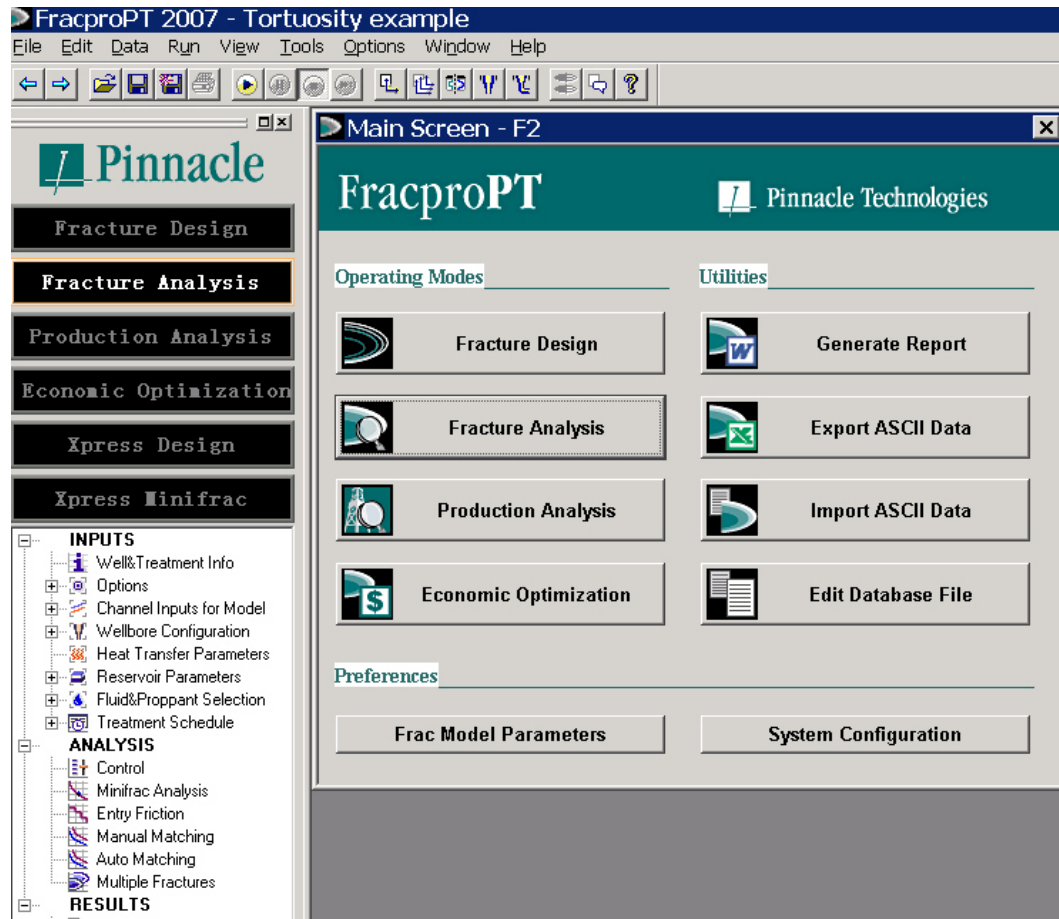 FracproPT 2007 - Tortuosity example
File Edit Data Run View Tools Options Window Help
Pinnacle
Fracture Design
Fracture Analysis
Production Analysis
Economic Optimization
Xpress Design
Xpress Minifrac
INPUTS
Well&Treatment Info
Options
Channel Inputs for Model
Wellbore Configuration
Heat Transfer Parameters
Reservoir Parameters
Fluid&Proppant Selection
Treatment Schedule
ANALYSIS
Control
Minifrac Analysis
Entry Friction
Manual Matching
Auto Matching
Multiple Fractures
RESULTS
Main Screen - F2
FracproPT
Pinnacle Technologies
Operating Modes
Fracture Design
Fracture Analysis
Production Analysis
Economic Optimization
Utilities
Generate Report
Export ASCII Data
Import ASCII Data
Edit Database File
Preferences
Frac Model Parameters
System Configuration